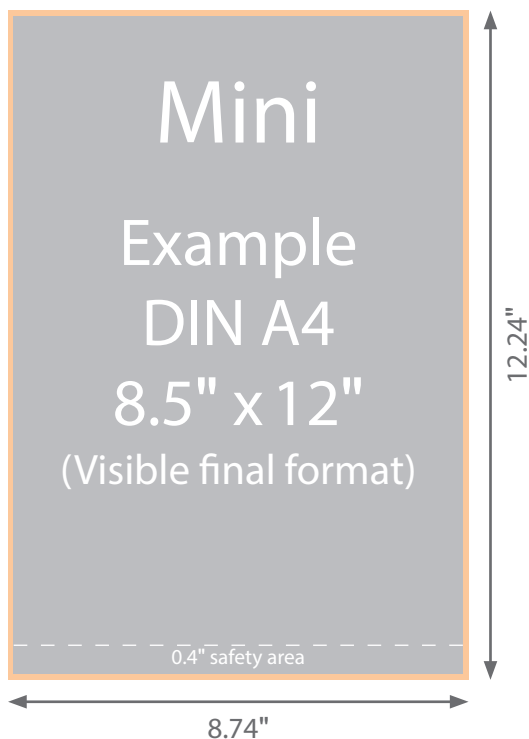 Mini
Example
DIN A4
8.5" x 12"
(Visible final format)
0.4" safety area
12.24"
8.74"